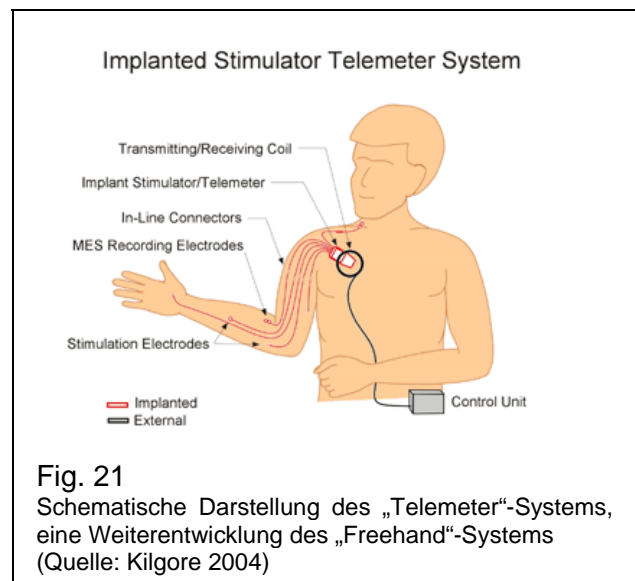 Implanted Stimulator Telemeter System
Transmitting/Receiving Coil
Implant Stimulator/Telemeter
In-Line Connectors
MES Recording Electrodes
Stimulation Electrodes
Implanted
External
Control Unit
Fig. 21
Schematische Darstellung des „Telemeter“-Systems,
eine Weiterentwicklung des „Freehand“-Systems
(Quelle: Kilgore 2004)